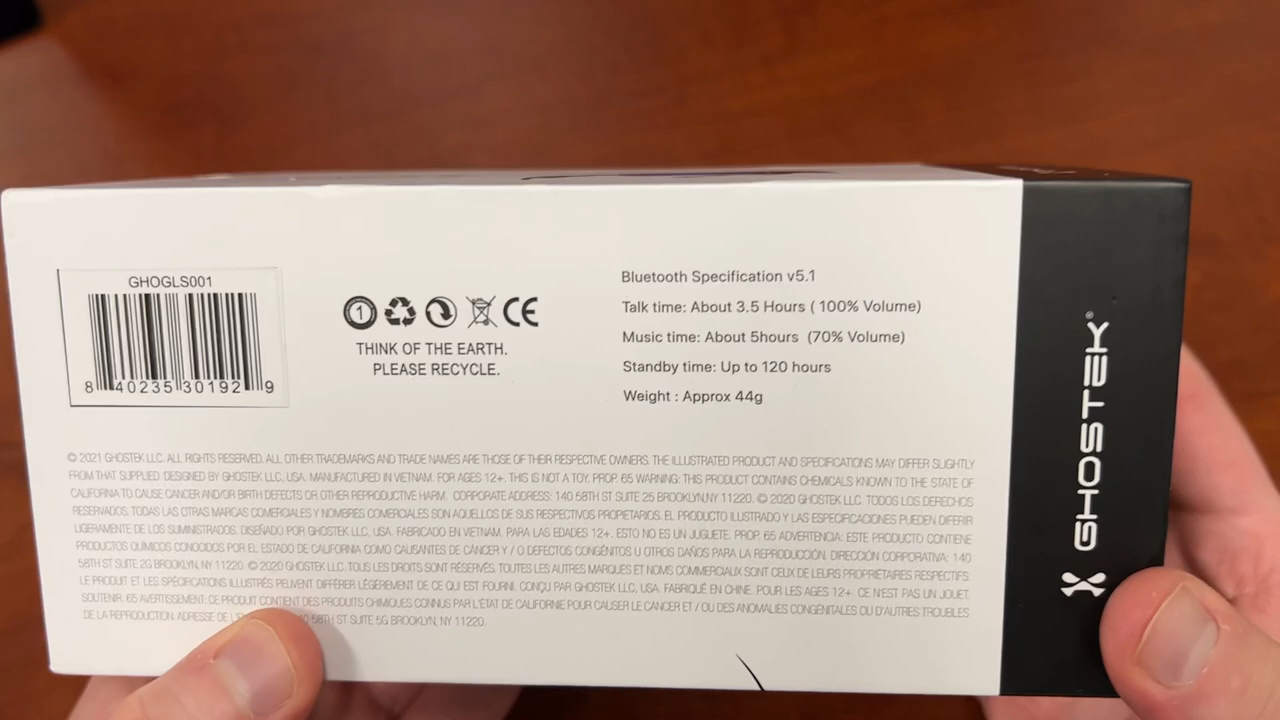 GHOGLS001
8 40235 30192 9
1
CE
THINK OF THE EARTH.
PLEASE RECYCLE.
Bluetooth Specification v5.1
Talk time: About 3.5 Hours ( 100% Volume)
Music time: About 5hours (70% Volume)
Standby time: Up to 120 hours
Weight : Approx 44g
© 2021 GHOSTEK LLC. ALL RIGHTS RESERVED. ALL OTHER TRADEMARKS AND TRADE NAMES ARE THOSE OF THEIR RESPECTIVE OWNERS. THE ILLUSTRATED PRODUCT AND SPECIFICATIONS MAY DIFFER SLIGHTLY
FROM THAT SUPPLIED. DESIGNED BY GHOSTEK LLC, USA. MANUFACTURED IN VIETNAM. FOR AGES 12+. THIS IS NOT A TOY. PROP. 65 WARNING: THIS PRODUCT CONTAINS CHEMICALS KNOWN TO THE STATE OF
CALIFORNIA TO CAUSE CANCER AND/OR BIRTH DEFECTS OR OTHER REPRODUCTIVE HARM. CORPORATE ADDRESS: 140 58TH ST SUITE 25 BROOKLYN,NY 11220. © 2020 GHOSTEK LLC. TODOS LOS DERECHOS
RESERVADOS. TODAS LAS OTRAS MARCAS COMERCIALES Y NOMBRES COMERCIALES SON AQUELLOS DE SUS RESPECTIVOS PROPIETARIOS. EL PRODUCTO ILUSTRADO Y LAS ESPECIFICACIONES PUEDEN DIFERIR
LIGERAMENTE DE LOS SUMINISTRADOS. DISEÑADO POR GHOSTEK LLC, USA. FABRICADO EN VIETNAM. PARA LAS EDADES 12+. ESTO NO ES UN JUGUETE. PROP. 65 ADVERTENCIA: ESTE PRODUCTO CONTIENE
PRODUCTOS QUÍMICOS CONOCIDOS POR EL ESTADO DE CALIFORNIA COMO CAUSANTES DE CÁNCER Y / O DEFECTOS CONGÉNITOS U OTROS DAÑOS PARA LA REPRODUCCIÓN. DIRECCIÓN CORPORATIVA: 140
58TH ST SUITE 2G BROOKLYN, NY 11220 © 2020 GHOSTEK LLC. TOUS LES DROITS SONT RÉSERVÉS. TOUTES LES AUTRES MARQUES ET NOMS COMMERCIAUX SONT CEUX DE LEURS PROPRIÉTAIRES RESPECTIFS.
LE PRODUIT ET LES SPÉCIFICATIONS ILLUSTRÉS PEUVENT DIFFÉRER LÉGÈREMENT DE CE QUI EST FOURNI. CONÇU PAR GHOSTEK LLC, USA. FABRIQUÉ EN CHINE. POUR LES AGES 12+. CE N'EST PAS UN JOUET.
SOUTENIR. 65 AVERTISSEMENT: CE PRODUIT CONTIENT DES PRODUITS CHIMIQUES CONNUS PAR L'ÉTAT DE CALIFORNIE POUR CAUSER LE CANCER ET / OU DES ANOMALIES CONGÉNITALES OU D'AUTRES TROUBLES
DE LA REPRODUCTION. ADRESSE DE 58TH ST SUITE 5G BROOKLYN, NY 11220.
GHOSTEK®